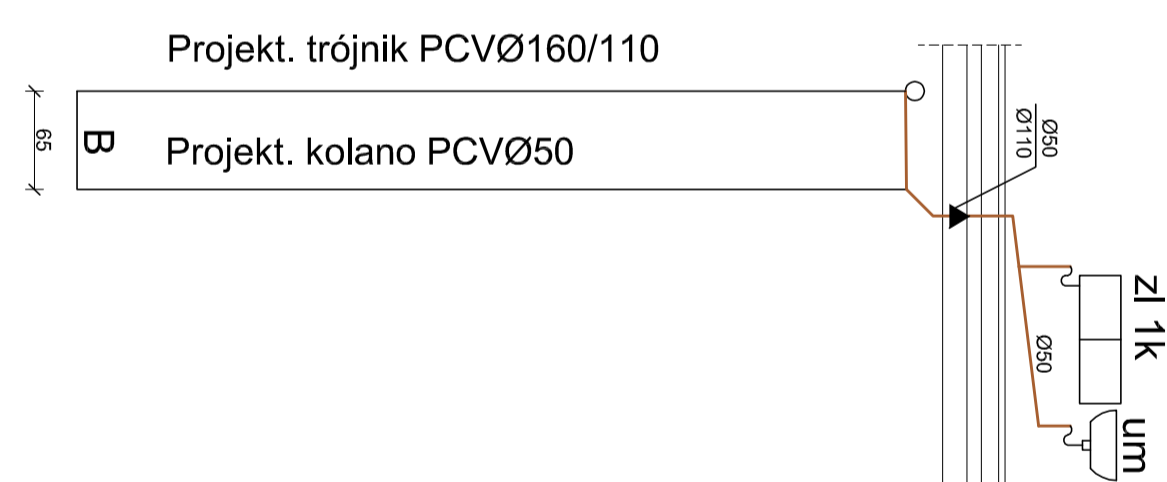 Projekt. trójnik PCVØ160/110
65
B
Projekt. kolano PCVØ50
Ø50
Ø110
zl 1k
Ø50
um